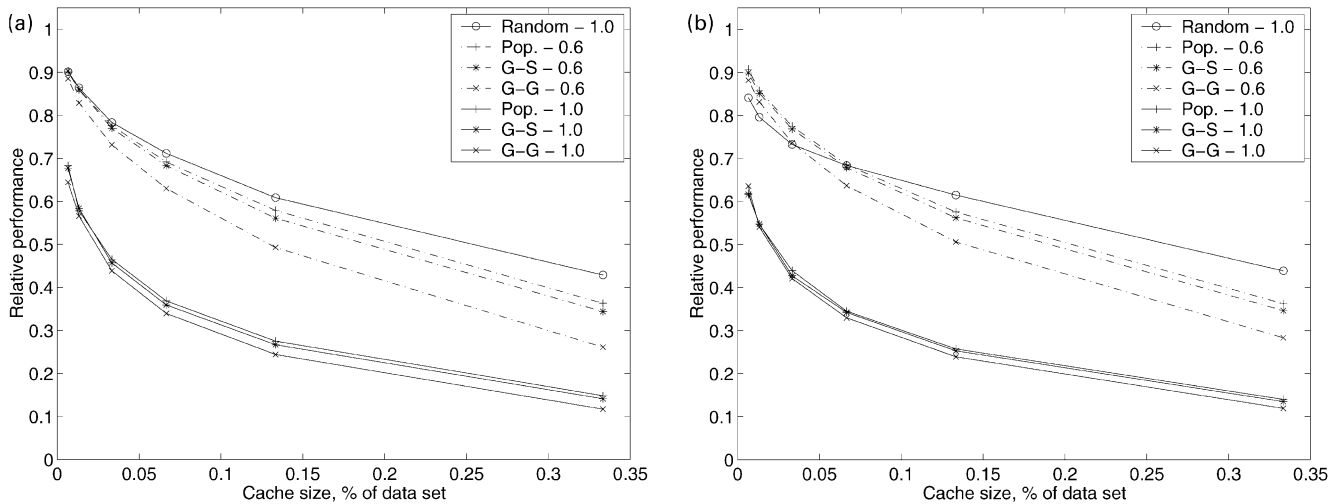 (a)
1
0.9
0.8
0.7
0.6
0.5
0.4
0.3
0.2
0.1
0
Relative performance
0
0.05
0.1
0.15
0.2
0.25
0.3
0.35
Cache size, % of data set
Random – 1.0
Pop. – 0.6
G–S – 0.6
G–G – 0.6
Pop. – 1.0
G–S – 1.0
G–G – 1.0
(b)
1
0.9
0.8
0.7
0.6
0.5
0.4
0.3
0.2
0.1
0
Relative performance
0
0.05
0.1
0.15
0.2
0.25
0.3
0.35
Cache size, % of data set
Random – 1.0
Pop. – 0.6
G–S – 0.6
G–G – 0.6
Pop. – 1.0
G–S – 1.0
G–G – 1.0